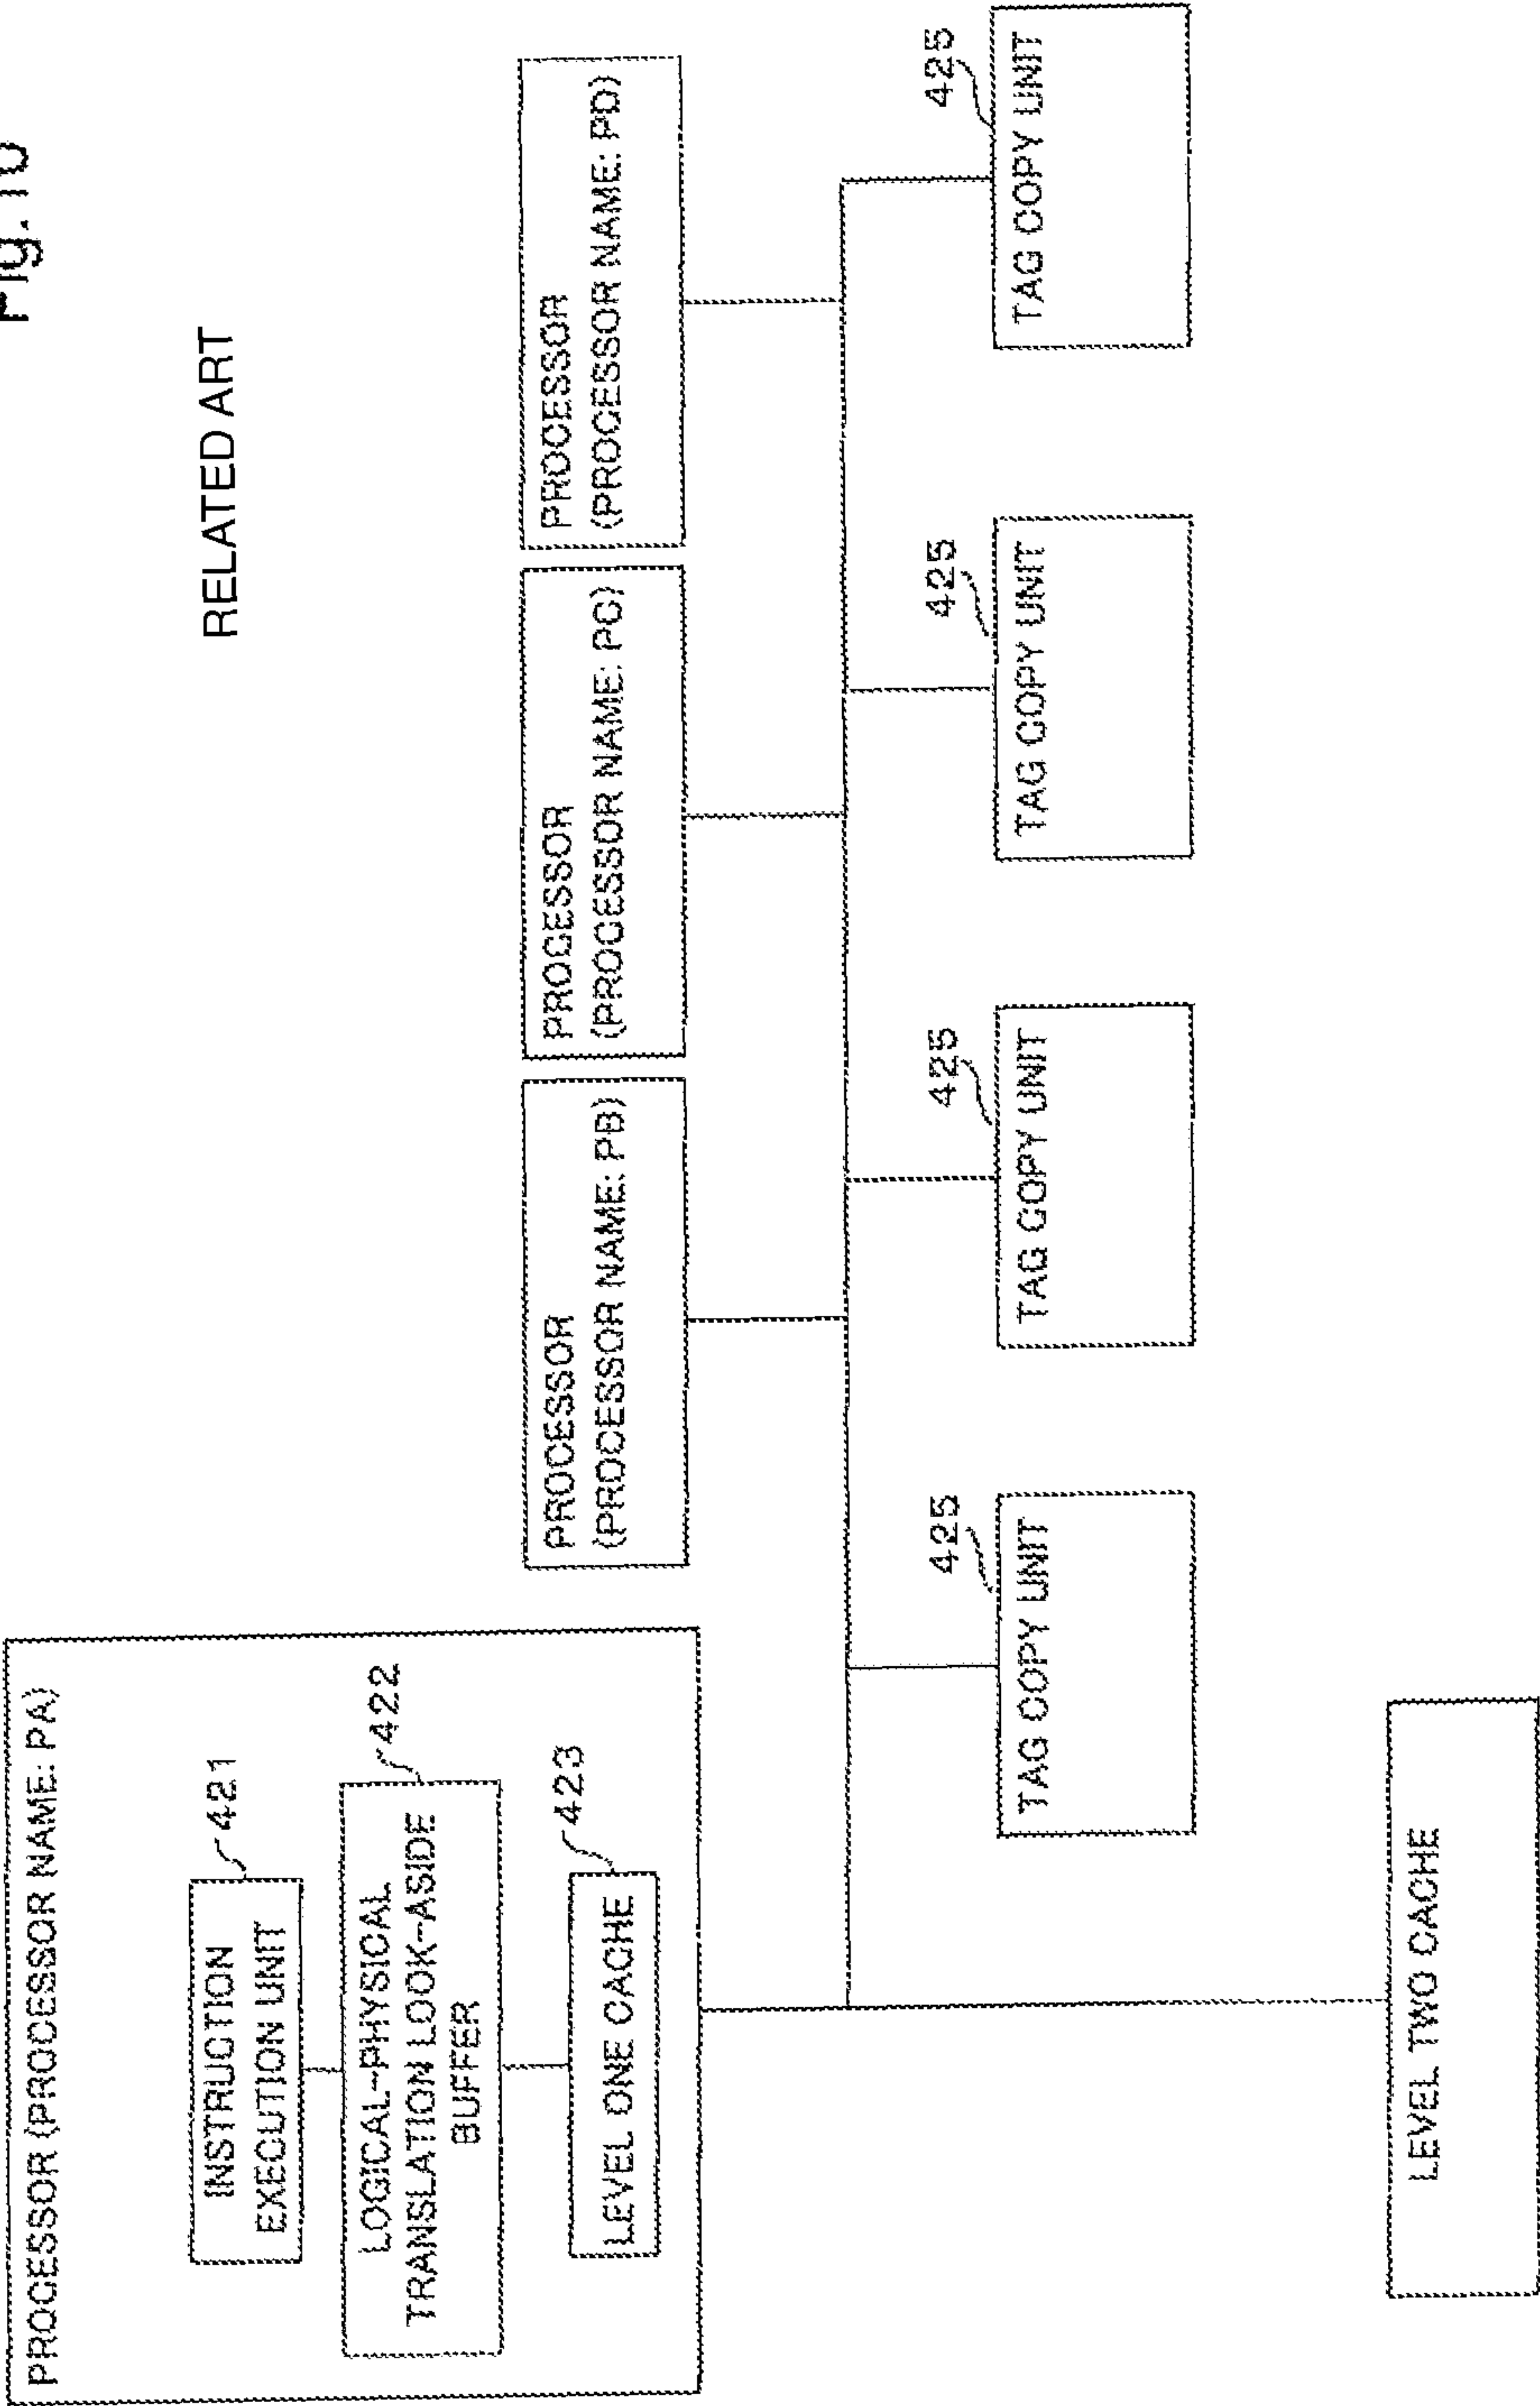 Fig.10
RELATED ART
PROCESSOR (PROCESSOR NAME: PA)
INSTRUCTION
EXECUTION UNIT
421
LOGICAL-PHYSICAL
TRANSLATION LOOK-ASIDE
BUFFER
422
LEVEL ONE CACHE
423
PROCESSOR
(PROCESSOR NAME: PB)
PROCESSOR
(PROCESSOR NAME: PC)
PROCESSOR
(PROCESSOR NAME: PD)
425
TAG COPY UNIT
425
TAG COPY UNIT
425
TAG COPY UNIT
425
TAG COPY UNIT
LEVEL TWO CACHE